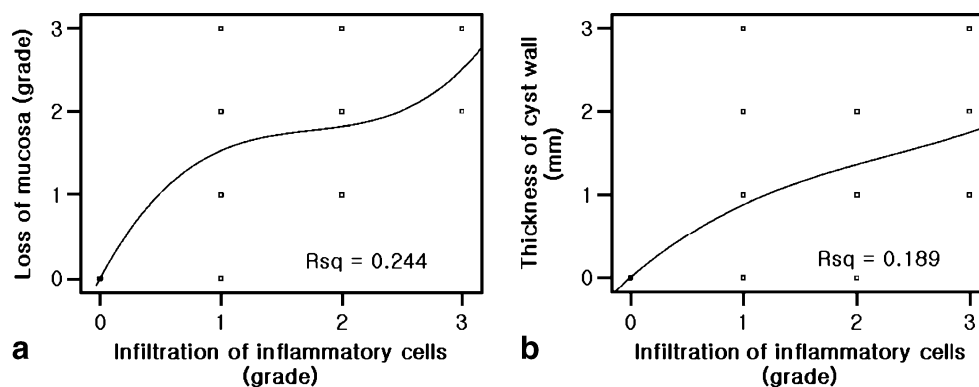 Loss of mucosa (grade)
3
2
1
0
Rsq = 0.244
0 1 2 3
Infiltration of inflammatory cells
(grade)
a
Thickness of cyst wall
(mm)
3
2
1
0
Rsq = 0.189
0 1 2 3
Infiltration of inflammatory cells
(grade)
b